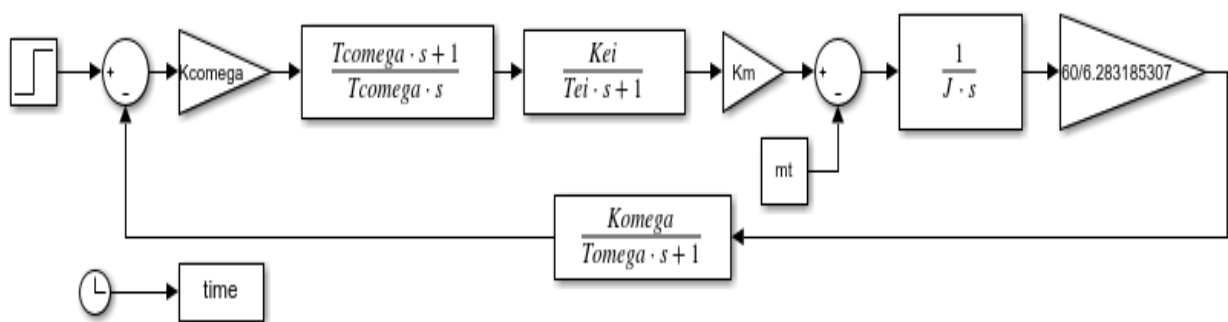 +
−
Kcomega
Tcomega · s + 1
Tcomega · s
Kei
Tei · s + 1
Km
+
−
mt
1
J · s
60/6.283185307
Komega
Tomega · s + 1
time